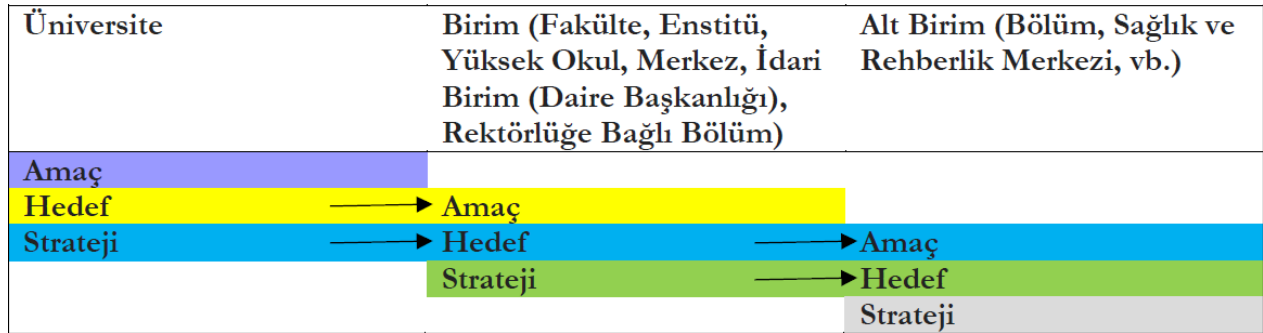 Üniversite
Birim (Fakülte, Enstitü,
Yüksek Okul, Merkez, İdari
Birim (Daire Başkanlığı),
Rektörlüğe Bağlı Bölüm)
Alt Birim (Bölüm, Sağlık ve
Rehberlik Merkezi, vb.)
Amaç
Hedef
Amaç
Strateji
Hedef
Amaç
Strateji
Hedef
Strateji